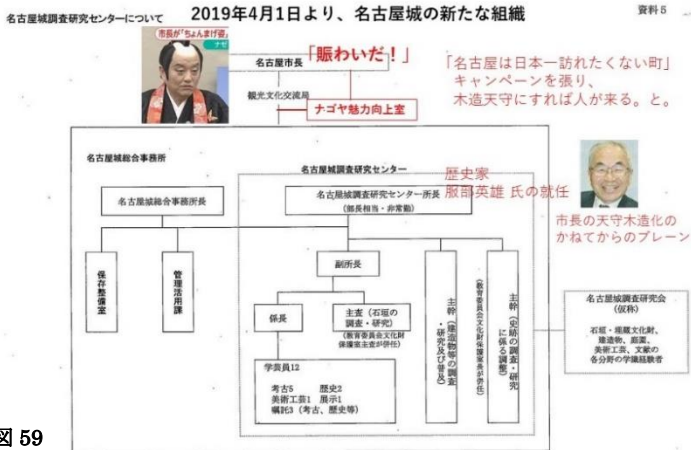 名古屋城調査研究センターについて
2019年4月1日より、名古屋城の新たな組織
資料5
市長が「ちょんまげ姿」
ナゼ
名古屋市長
「賑わいだ！」
観光文化交流局
ナゴヤ魅力向上室
「名古屋は日本一訪れたくない町」
キャンペーンを張り、
木造天守にすれば人が来る。と。
名古屋城総合事務所
名古屋城総合事務所長
保存整備室
管理活用課
名古屋城調査研究センター
名古屋城調査研究センター所長
（部長相当・非常勤）
歴史家
服部英雄 氏の就任
市長の天守木造化の
かねてからのブレーン
副所長
係長
主査（石垣の
調査・研究）
（教育委員会文化財
保護室主査が併任）
学芸員12
考古5 歴史2
美術工芸1 展示1
嘱託3（考古、歴史等）
主幹（建造物等の調査
・研究及び普及）
主幹（史跡の調査・研究
に係る調整）
（教育委員会文化財保護室長が併任）
名古屋城調査研究会
（仮称）
石垣・埋蔵文化財、
建造物、庭園、
美術工芸、文献の
各分野の学識経験者
図 59